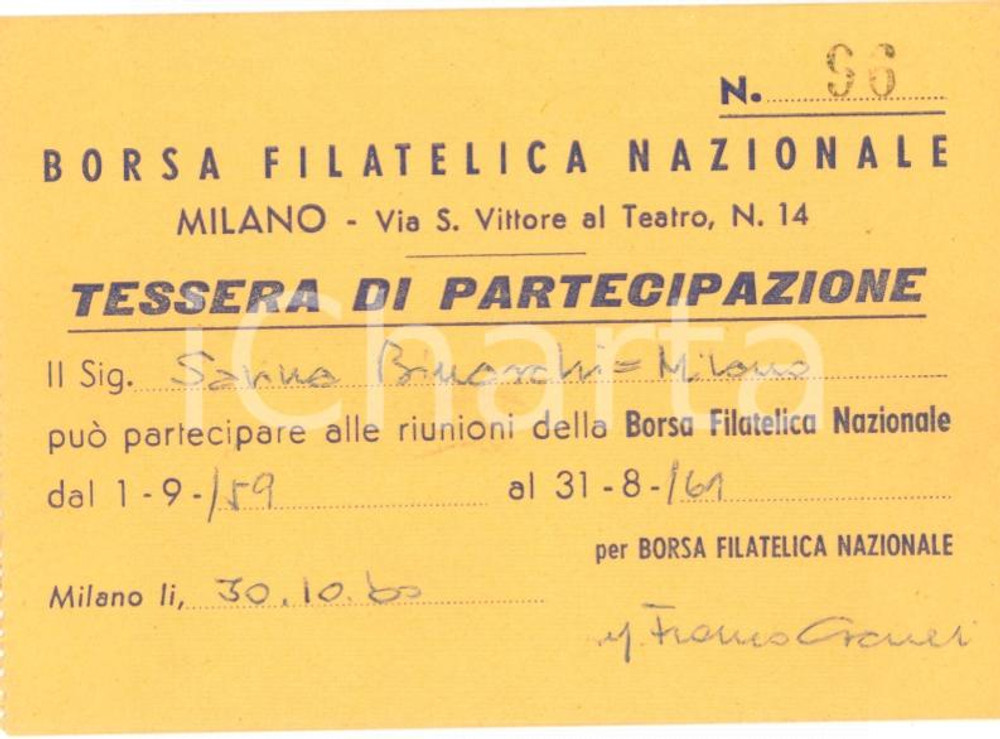 N. 96
BORSA FILATELICA NAZIONALE
MILANO - Via S. Vittore al Teatro, N. 14
TESSERA DI PARTECIPAZIONE
iCharta
Il Sig. Milano
può partecipare alle riunioni della Borsa Filatelica Nazionale
dal 1-9-/59 al 31-8-/61
per BORSA FILATELICA NAZIONALE
Milano li, 30.10.60
Franco